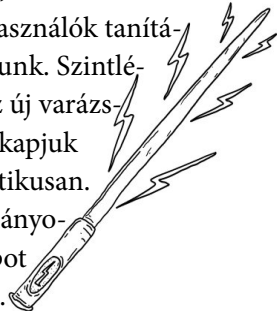 asználók tanítá-
unk. Szintlé-
z új varázs-
kapjuk
tikusan.
ányo-
pot
.